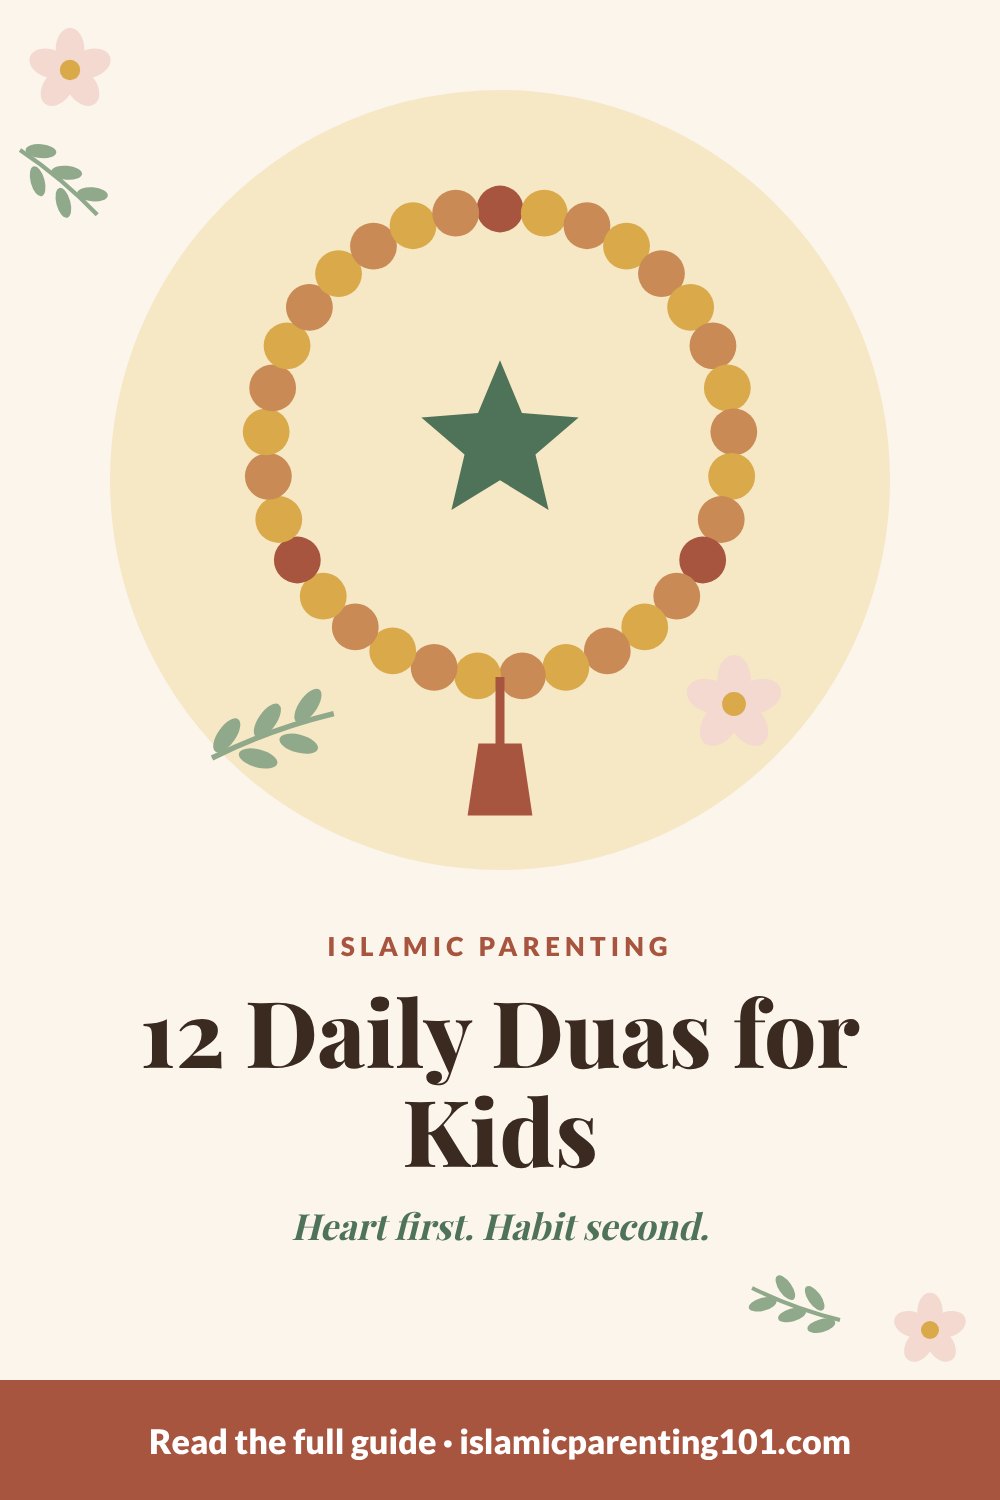 ISLAMIC PARENTING
12 Daily Duas for
Kids
Heart first. Habit second.
Read the full guide · islamicparenting101.com